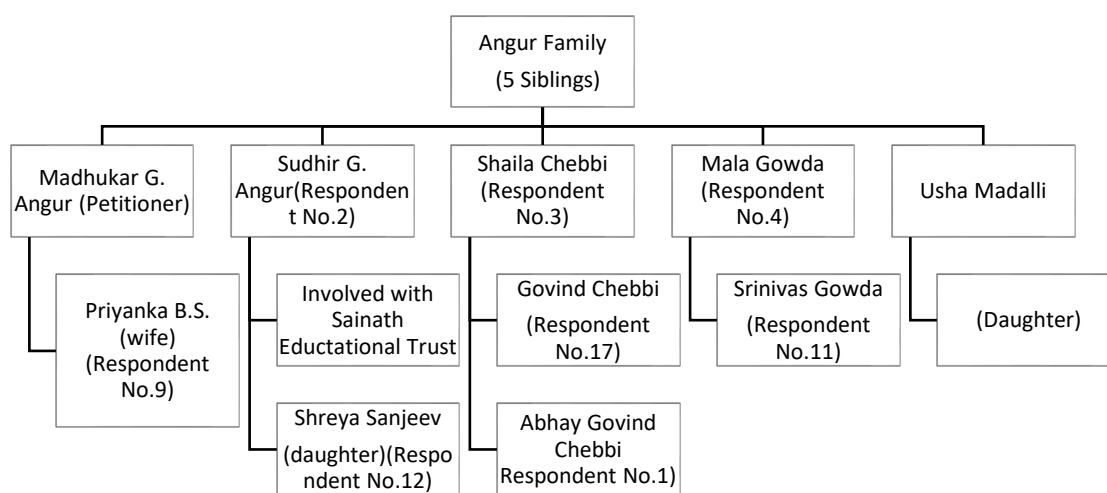 Angur Family
(5 Siblings)
Madhukar G.
Angur (Petitioner)
Sudhir G.
Angur(Responden
t No.2)
Shaila Chebbi
(Respondent
No.3)
Mala Gowda
(Respondent
No.4)
Usha Madalli
Priyanka B.S.
(wife)
(Respondent
No.9)
Involved with
Sainath
Eductational Trust
Govind Chebbi
(Respondent
No.17)
Srinivas Gowda
(Respondent
No.11)
(Daughter)
Shreya Sanjeev
(daughter)(Respo
ndent No.12)
Abhay Govind
Chebbi
Respondent No.1)